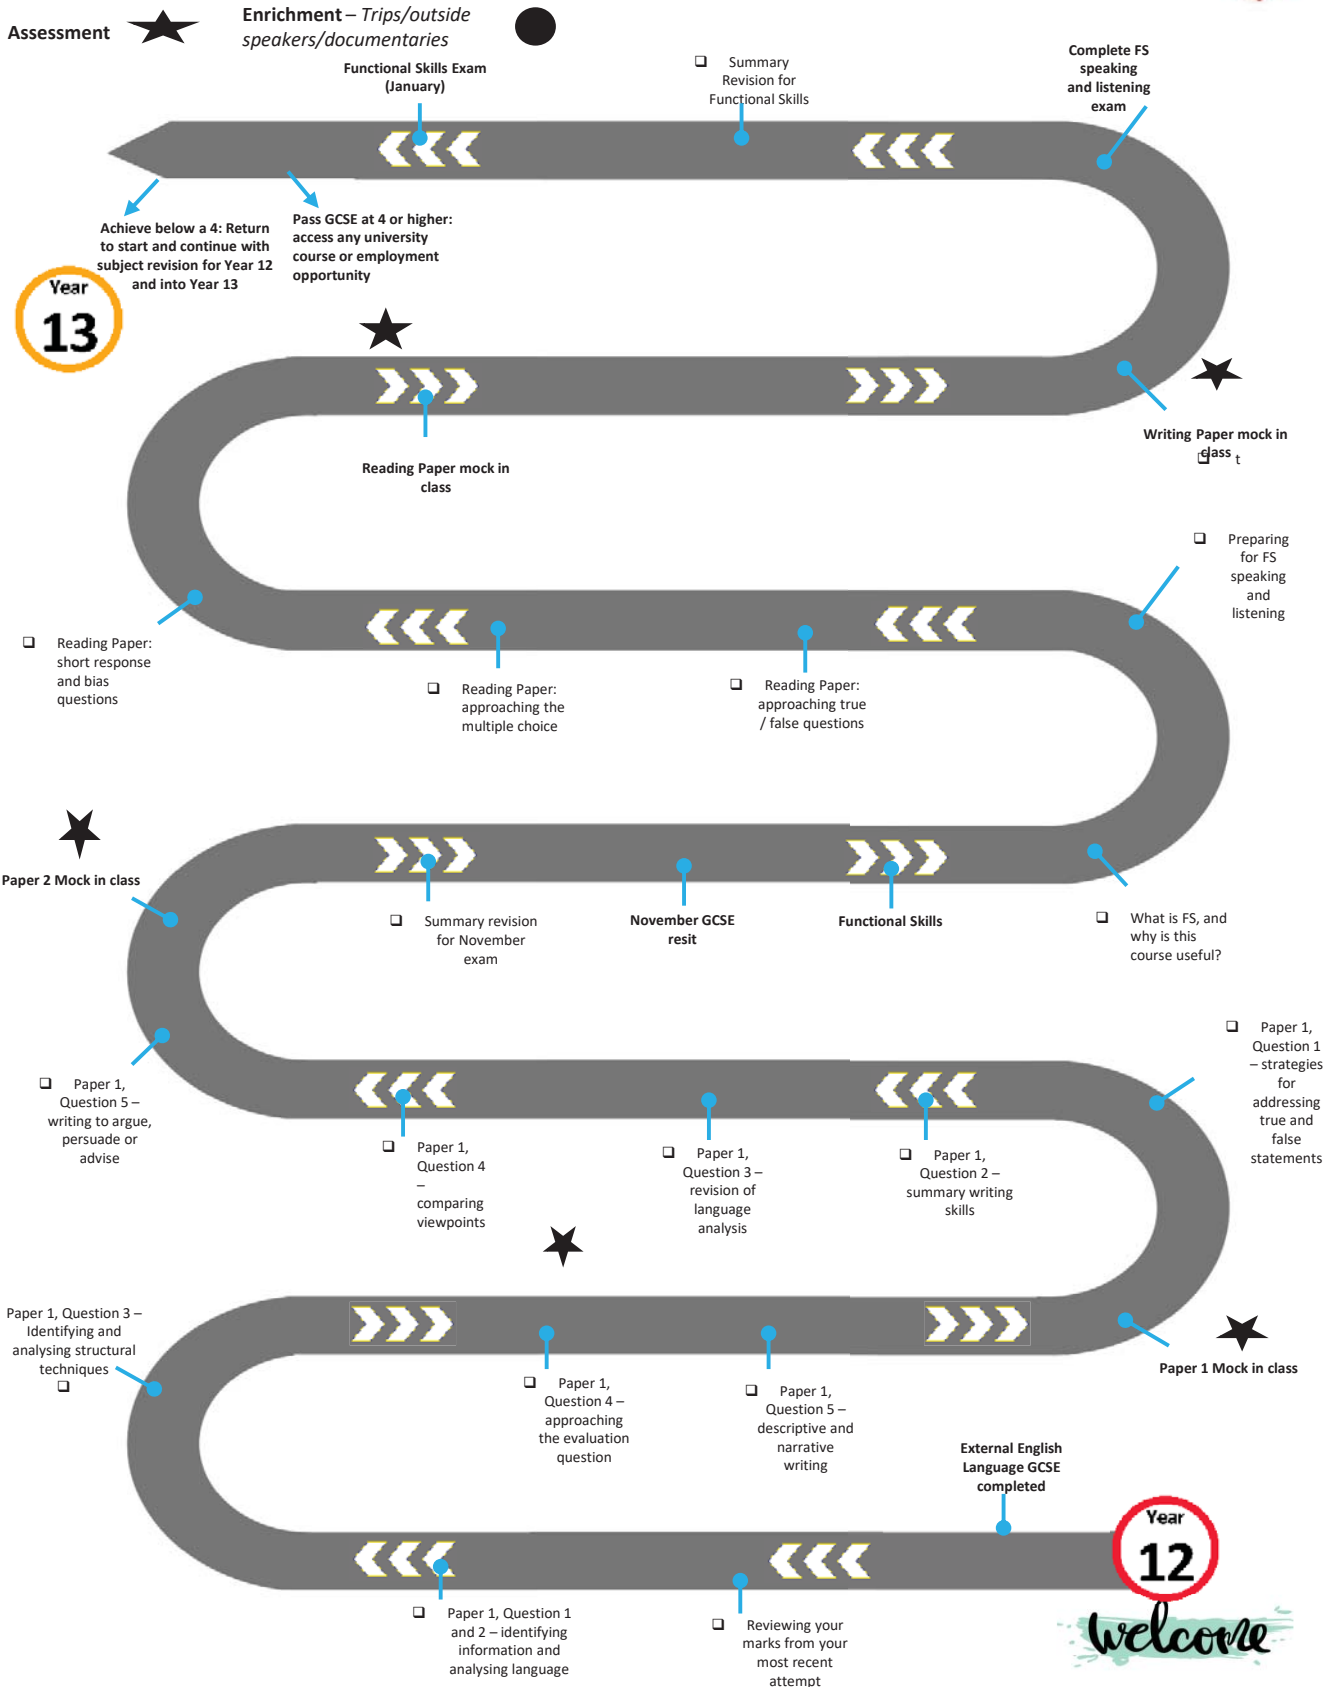 Assessment
Enrichment – Trips/outside
speakers/documentaries
Functional Skills Exam
(January)
❑ Summary
Revision for
Functional Skills
Complete FS
speaking
and listening
exam
Achieve below a 4: Return
to start and continue with
subject revision for Year 12
and into Year 13
Pass GCSE at 4 or higher:
access any university
course or employment
opportunity
Year
13
Reading Paper mock in
class
Writing Paper mock in
class
❑ t
❑ Preparing
for FS
speaking
and
listening
❑ Reading Paper:
short response
and bias
questions
❑ Reading Paper:
approaching the
multiple choice
❑ Reading Paper:
approaching true
/ false questions
Paper 2 Mock in class
❑ Summary revision
for November
exam
November GCSE
resit
Functional Skills
❑ What is FS, and
why is this
course useful?
❑ Paper 1,
Question 5 –
writing to argue,
persuade or
advise
❑ Paper 1,
Question 4
–
comparing
viewpoints
❑ Paper 1,
Question 3 –
revision of
language
analysis
❑ Paper 1,
Question 2 –
summary writing
skills
❑ Paper 1,
Question 1
– strategies
for
addressing
true and
false
statements
Paper 1, Question 3 –
Identifying and
analysing structural
techniques
❑
❑ Paper 1,
Question 4 –
approaching
the evaluation
question
❑ Paper 1,
Question 5 –
descriptive and
narrative
writing
Paper 1 Mock in class
External English
Language GCSE
completed
Year
12
welcome
❑ Paper 1, Question 1
and 2 – identifying
information and
analysing language
❑ Reviewing your
marks from your
most recent
attempt